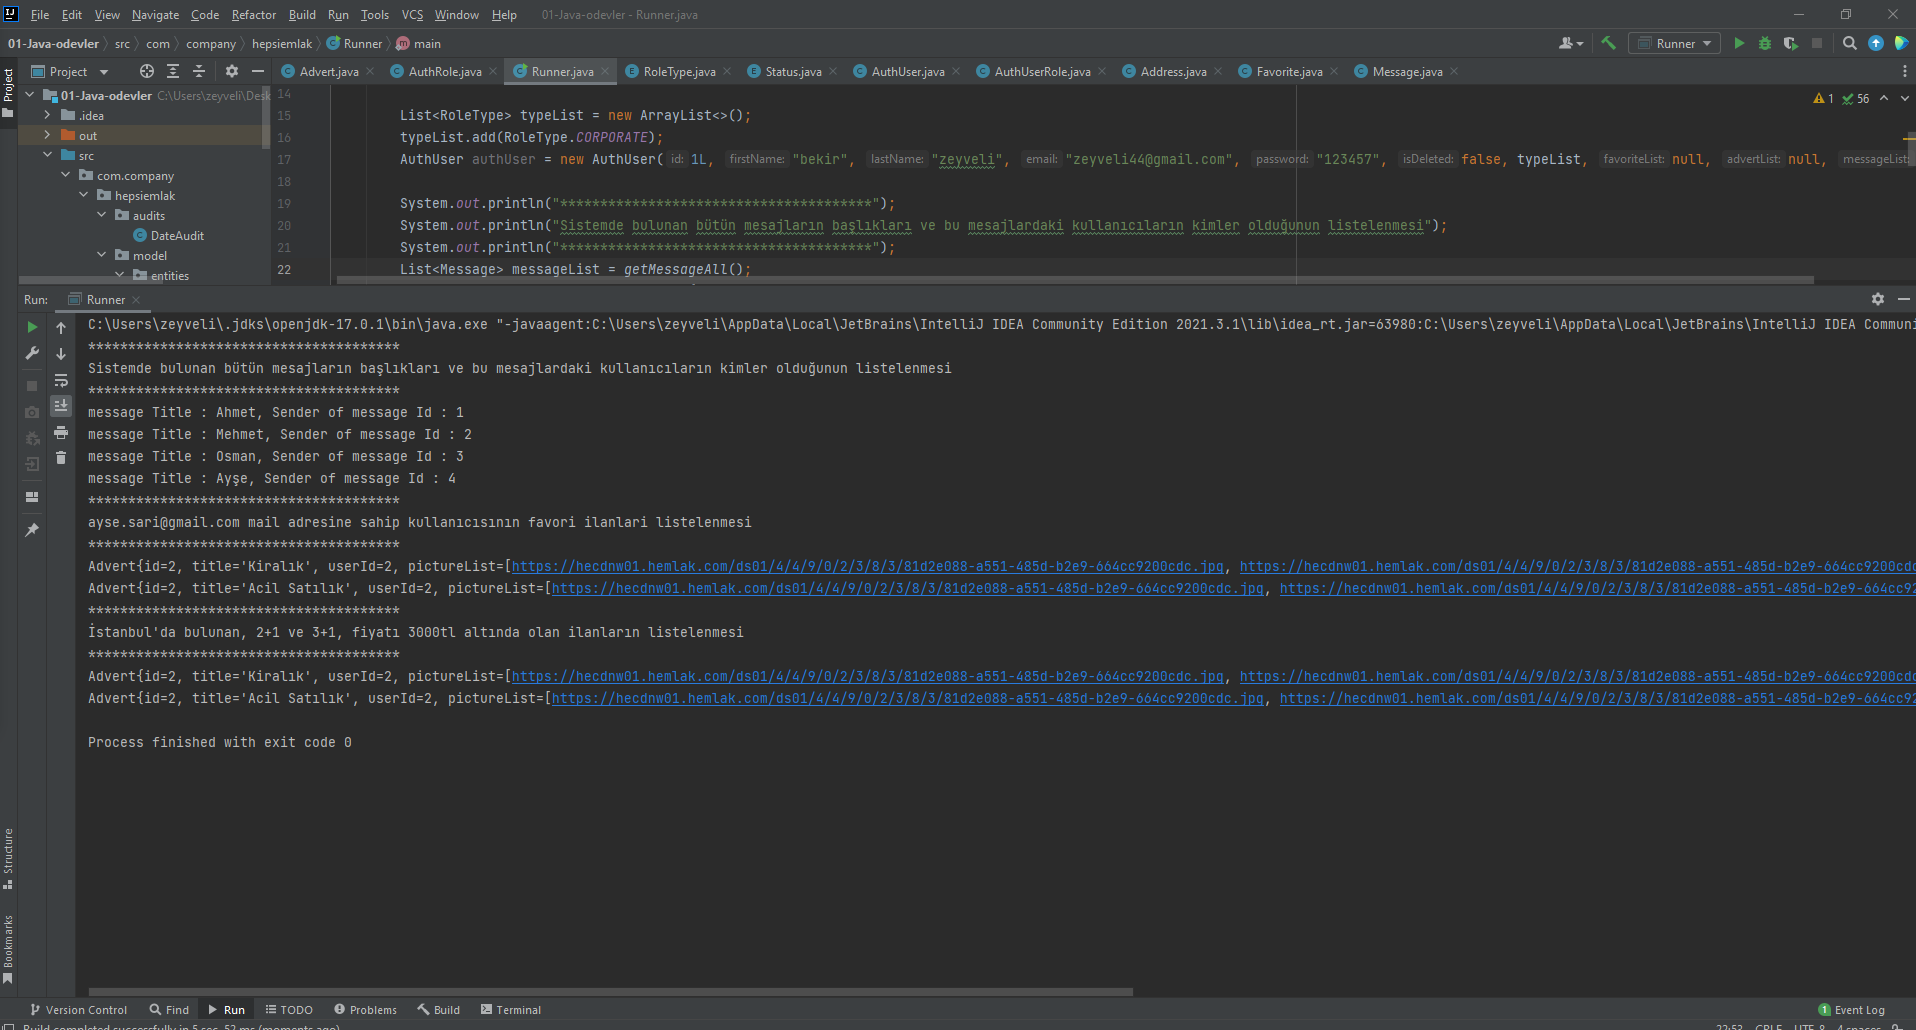 File Edit View Navigate Code Refactor Build Run Tools VCS Window Help 01-Java-odevler - Runner.java
01-Java-odevler src com company hepsiemlak Runner main Runner
Project Advert.java AuthRole.java Runner.java RoleType.java Status.java AuthUser.java AuthUserRole.java Address.java Favorite.java Message.java
Project
01-Java-odevler C:\Users\zeyveli\Desk
.idea
out
src
com.company
hepsiemlak
audits
DateAudit
model
entities
1 56
14
15 List<RoleType> typeList = new ArrayList<>();
16 typeList.add(RoleType.CORPORATE);
17 AuthUser authUser = new AuthUser( id: 1L, firstName: "bekir", lastName: "zeyveli", email: "zeyveli44@gmail.com", password: "123457", isDeleted: false, typeList, favoriteList: null, advertList: null, messageList:
18
19 System.out.println("***************************************");
20 System.out.println("Sistemde bulunan bütün mesajların başlıkları ve bu mesajlardaki kullanıcıların kimler olduğunun listelenmesi");
21 System.out.println("***************************************");
22 List<Message> messageList = getMessageAll();
Run: Runner
C:\Users\zeyveli\.jdks\openjdk-17.0.1\bin\java.exe "-javaagent:C:\Users\zeyveli\AppData\Local\JetBrains\IntelliJ IDEA Community Edition 2021.3.1\lib\idea_rt.jar=63980:C:\Users\zeyveli\AppData\Local\JetBrains\IntelliJ IDEA Communi
***************************************
Sistemde bulunan bütün mesajların başlıkları ve bu mesajlardaki kullanıcıların kimler olduğunun listelenmesi
***************************************
message Title : Ahmet, Sender of message Id : 1
message Title : Mehmet, Sender of message Id : 2
message Title : Osman, Sender of message Id : 3
message Title : Ayşe, Sender of message Id : 4
***************************************
ayse.sari@gmail.com mail adresine sahip kullanıcısının favori ilanlari listelenmesi
***************************************
Advert{id=2, title='Kiralık', userId=2, pictureList=[https://hecdnw01.hemlak.com/ds01/4/4/9/0/2/3/8/3/81d2e088-a551-485d-b2e9-664cc9200cdc.jpg, https://hecdnw01.hemlak.com/ds01/4/4/9/0/2/3/8/3/81d2e088-a551-485d-b2e9-664cc9200cdc
Advert{id=2, title='Acil Satılık', userId=2, pictureList=[https://hecdnw01.hemlak.com/ds01/4/4/9/0/2/3/8/3/81d2e088-a551-485d-b2e9-664cc9200cdc.jpg, https://hecdnw01.hemlak.com/ds01/4/4/9/0/2/3/8/3/81d2e088-a551-485d-b2e9-664cc92
***************************************
İstanbul'da bulunan, 2+1 ve 3+1, fiyatı 3000tl altında olan ilanların listelenmesi
***************************************
Advert{id=2, title='Kiralık', userId=2, pictureList=[https://hecdnw01.hemlak.com/ds01/4/4/9/0/2/3/8/3/81d2e088-a551-485d-b2e9-664cc9200cdc.jpg, https://hecdnw01.hemlak.com/ds01/4/4/9/0/2/3/8/3/81d2e088-a551-485d-b2e9-664cc9200cdc
Advert{id=2, title='Acil Satılık', userId=2, pictureList=[https://hecdnw01.hemlak.com/ds01/4/4/9/0/2/3/8/3/81d2e088-a551-485d-b2e9-664cc9200cdc.jpg, https://hecdnw01.hemlak.com/ds01/4/4/9/0/2/3/8/3/81d2e088-a551-485d-b2e9-664cc92
Process finished with exit code 0
Structure
Bookmarks
Version Control Find Run TODO Problems Build Terminal 1 Event Log
Build completed successfully in 5 sec, 52 ms (moments ago) 22:53 CRLF UTF-8 4 spaces